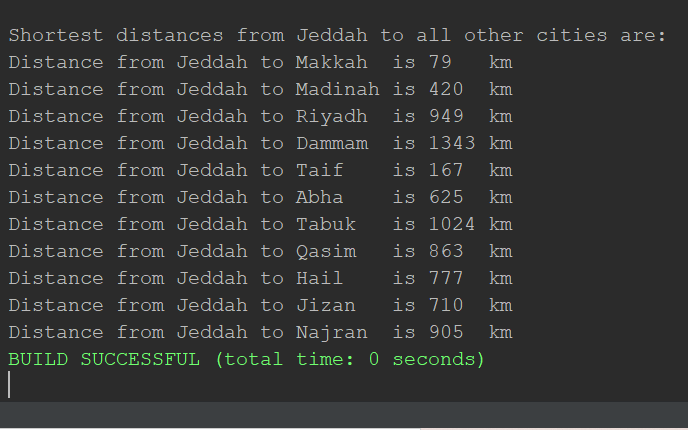 Shortest distances from Jeddah to all other cities are:
Distance from Jeddah to Makkah  is 79   km
Distance from Jeddah to Madinah is 420  km
Distance from Jeddah to Riyadh  is 949  km
Distance from Jeddah to Dammam  is 1343 km
Distance from Jeddah to Taif    is 167  km
Distance from Jeddah to Abha    is 625  km
Distance from Jeddah to Tabuk   is 1024 km
Distance from Jeddah to Qasim   is 863  km
Distance from Jeddah to Hail    is 777  km
Distance from Jeddah to Jizan   is 710  km
Distance from Jeddah to Najran  is 905  km
BUILD SUCCESSFUL (total time: 0 seconds)